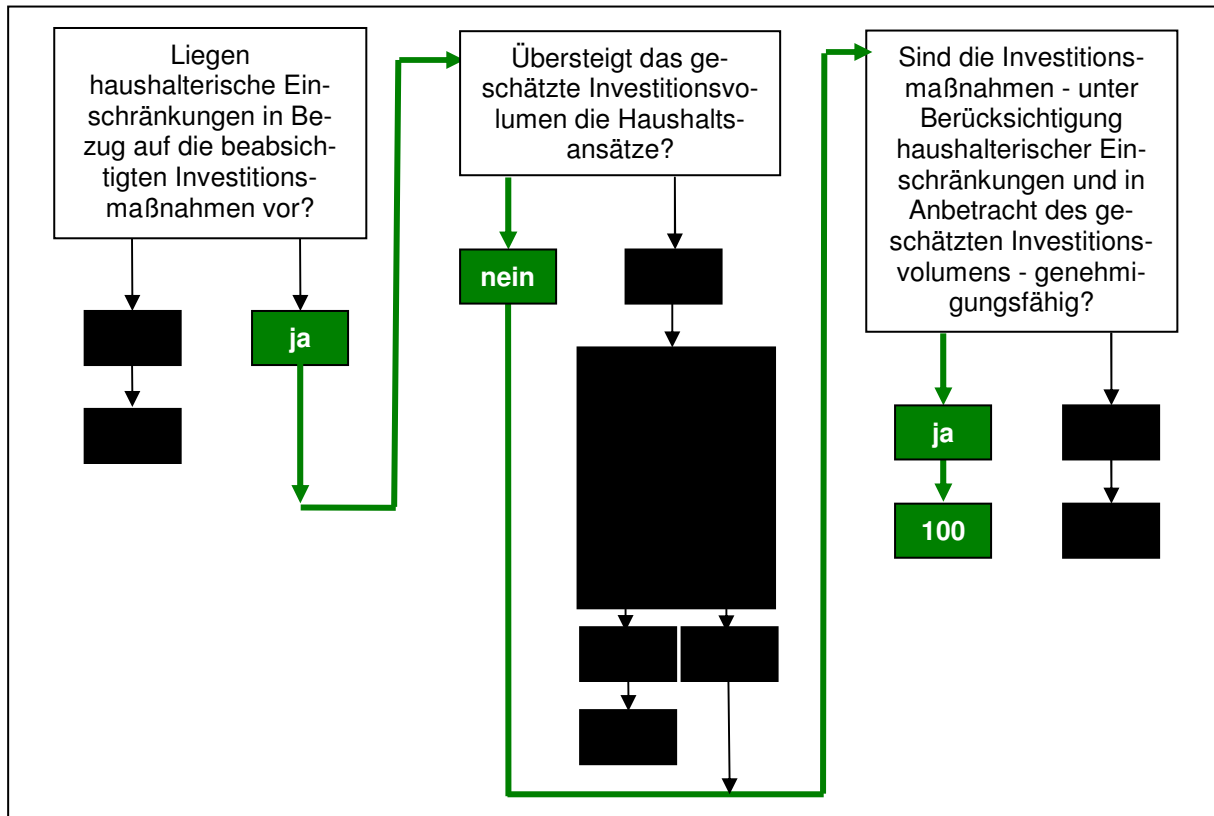 Liegen
haushalterische Ein-
schränkungen in Be-
zug auf die beabsich-
tigten Investitions-
maßnahmen vor?
ja
Übersteigt das ge-
schätzte Investitionsvo-
lumen die Haushalts-
ansätze?
nein
Sind die Investitions-
maßnahmen - unter
Berücksichtigung
haushalterischer Ein-
schränkungen und in
Anbetracht des ge-
schätzten Investitions-
volumens - genehmi-
gungsfähig?
ja
100